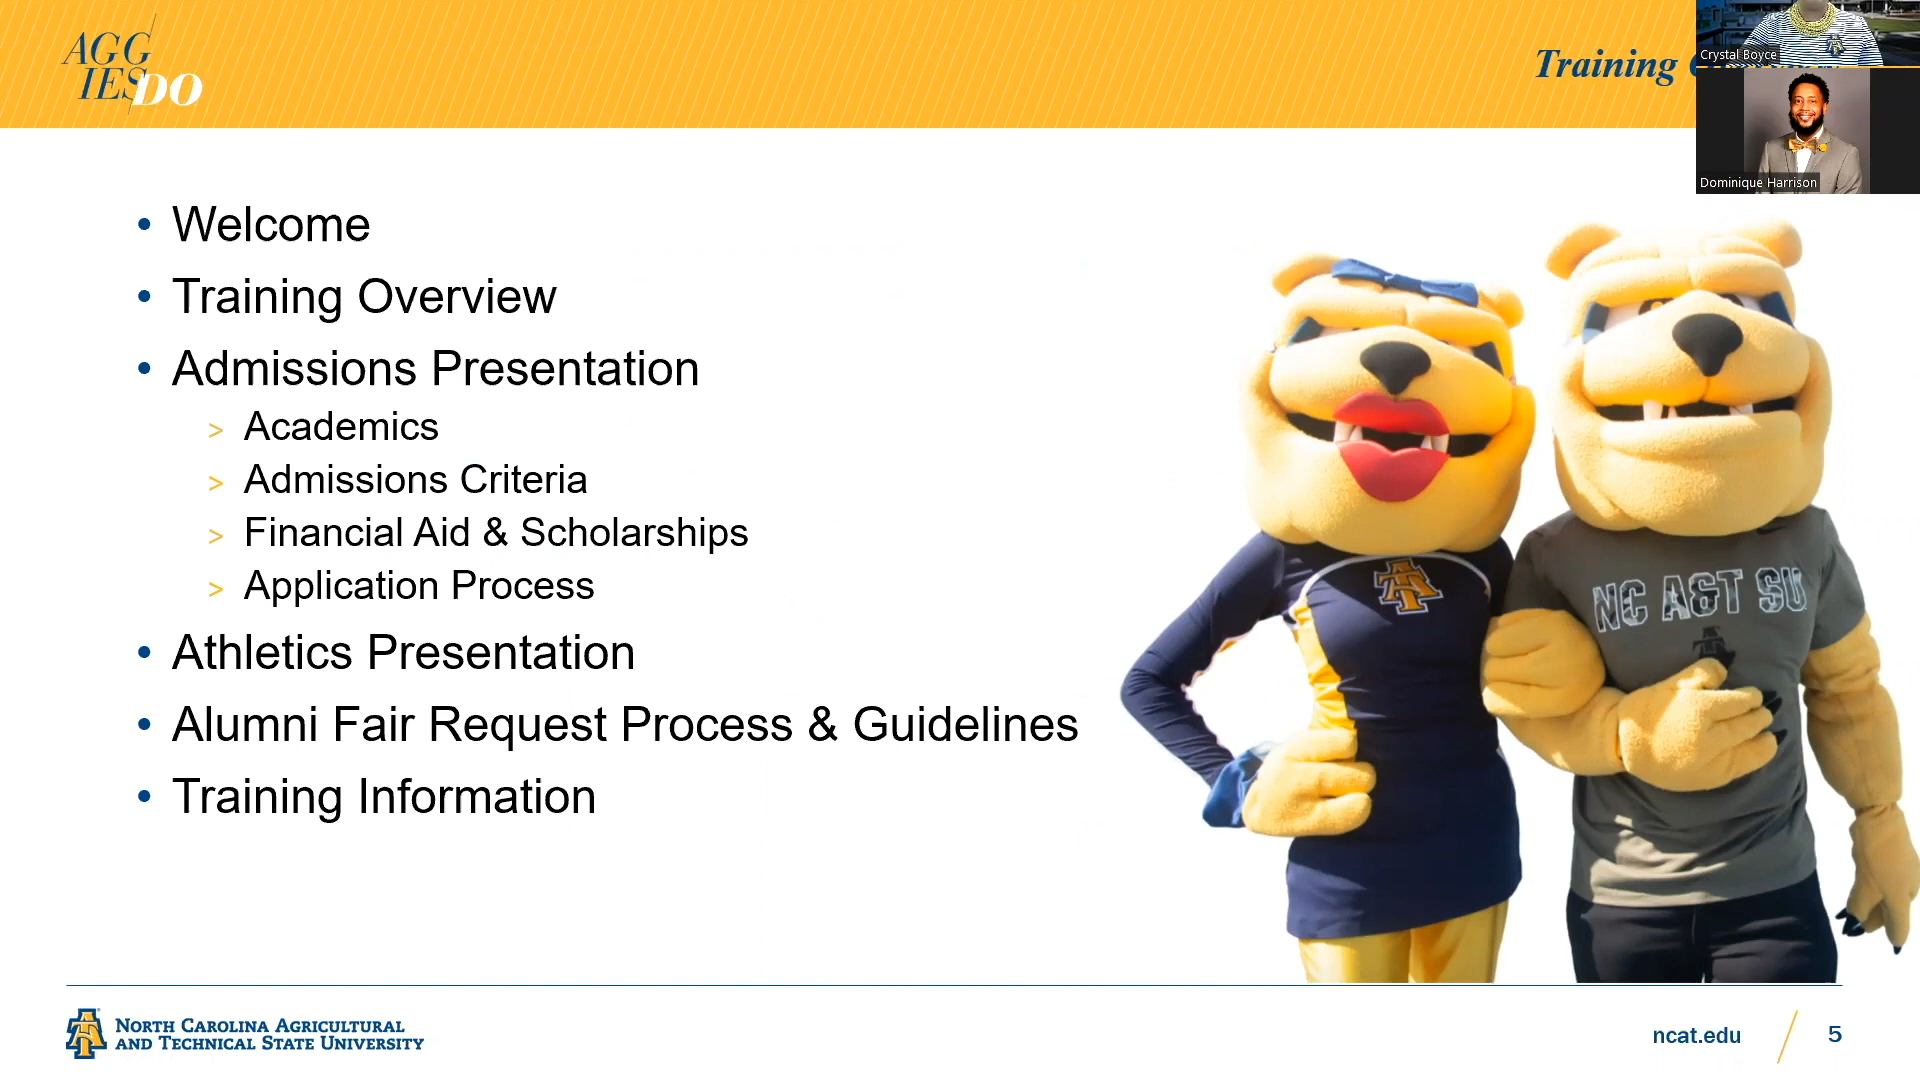 AGG
IES DO
Training
Crystal Boyce
Dominique Harrison
• Welcome
• Training Overview
• Admissions Presentation
> Academics
> Admissions Criteria
> Financial Aid & Scholarships
> Application Process
• Athletics Presentation
• Alumni Fair Request Process & Guidelines
• Training Information
AT
NC A&T SU
NORTH CAROLINA AGRICULTURAL
AND TECHNICAL STATE UNIVERSITY
ncat.edu
5